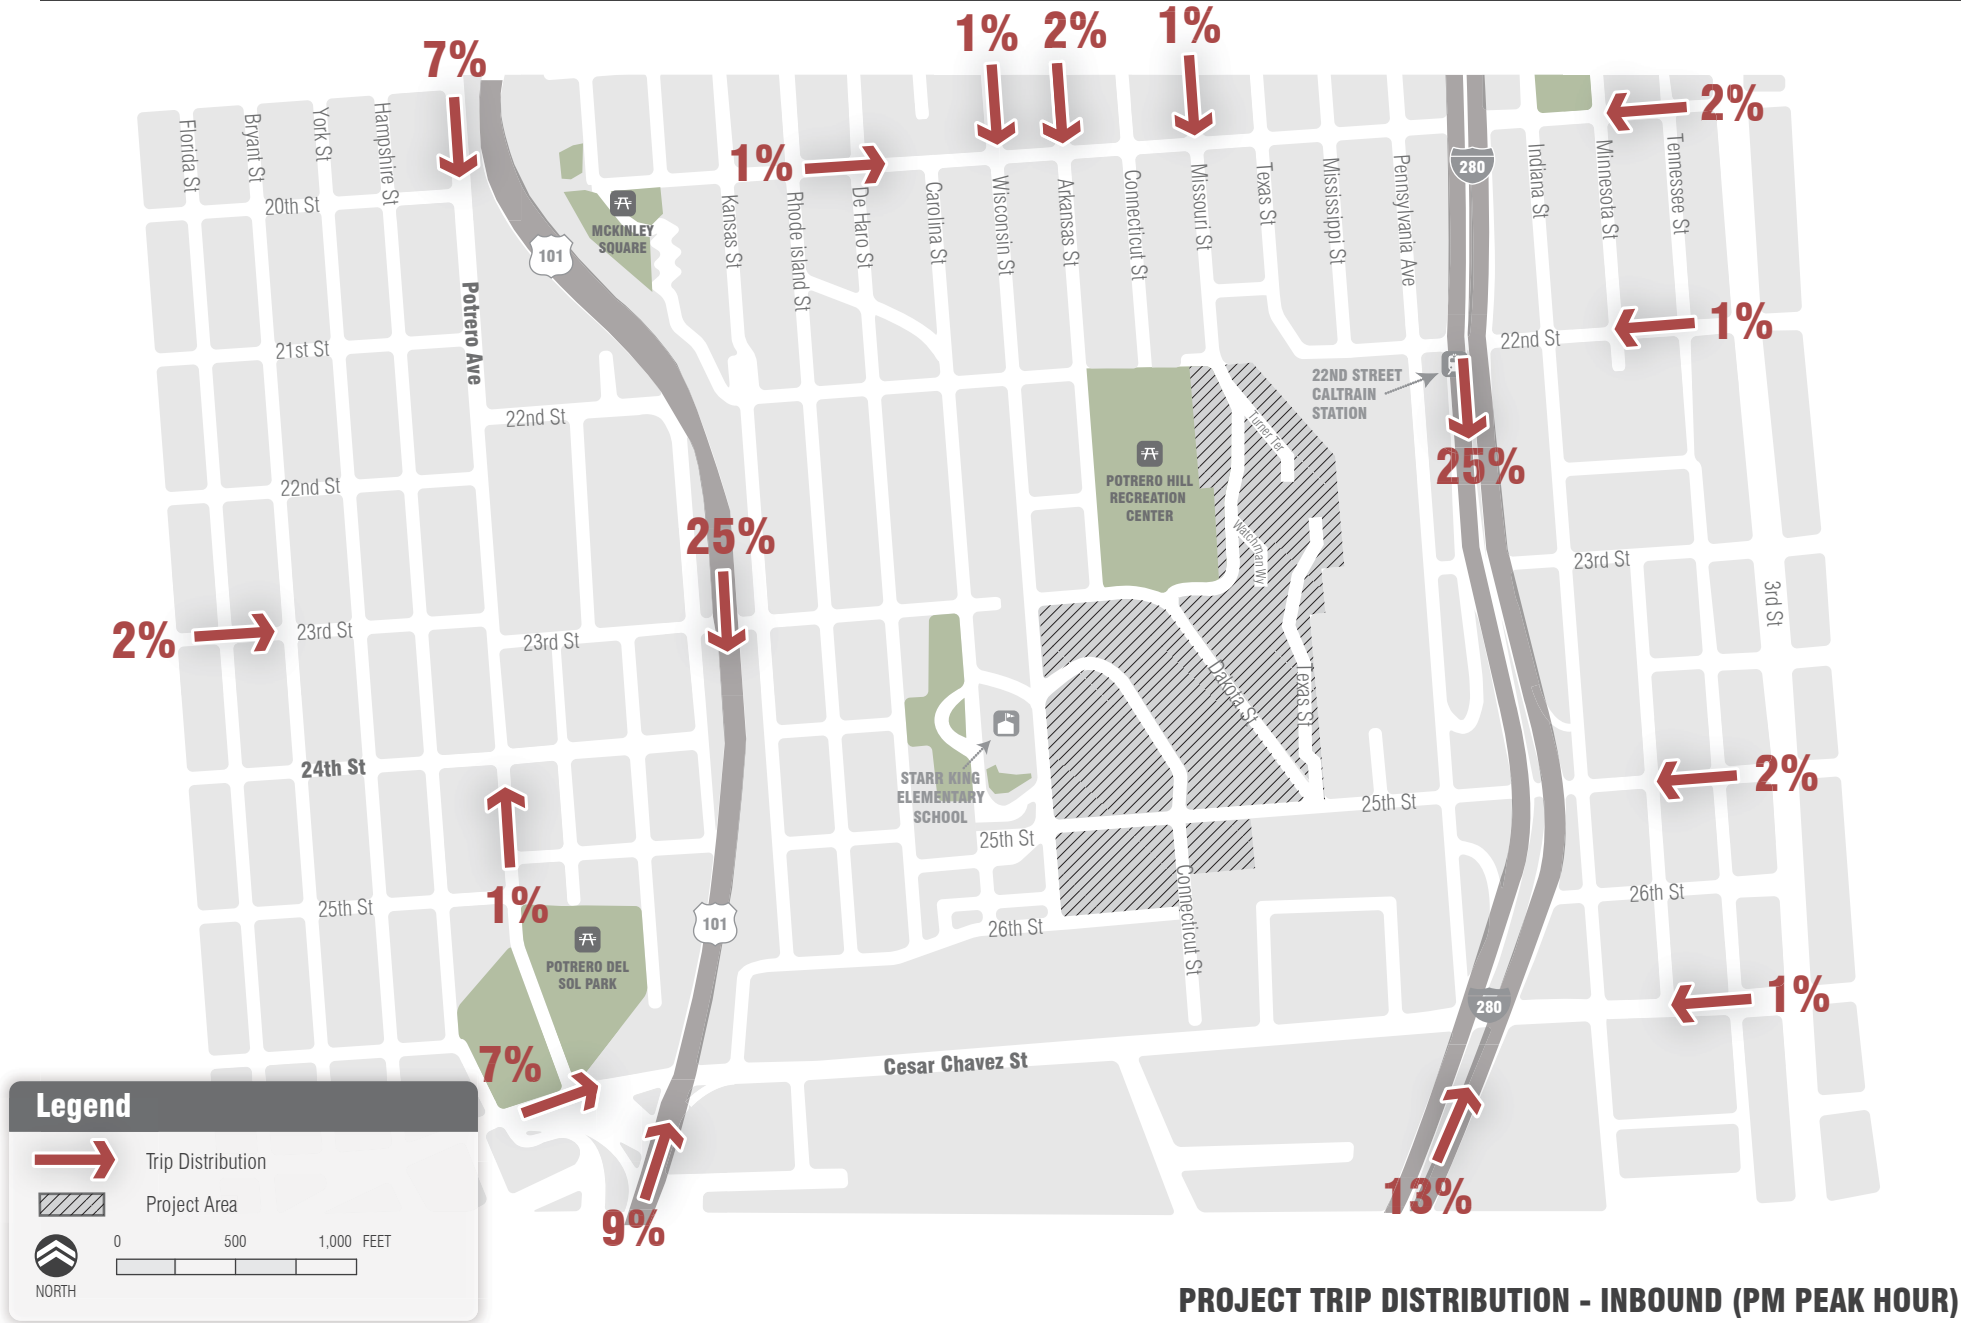 7%
1%
2%
1%
2%
1%
Florida St
Bryant St
York St
Hampshire St
20th St
280
MCKINLEY
SQUARE
101
Kansas St
Rhode island St
De Haro St
Carolina St
Wisconsin St
Arkansas St
Connecticut St
Missouri St
Texas St
Mississippi St
Pennsylvania Ave
Indiana St
Minnesota St
Tennessee St
Potrero Ave
1%
21st St
22nd St
22ND STREET
CALTRAIN
STATION
22nd St
Turner Ter
25%
22nd St
POTRERO HILL
RECREATION
CENTER
25%
Watchman Wy
23rd St
3rd St
2%
23rd St
23rd St
Dakota St
Texas St
24th St
STARR KING
ELEMENTARY
SCHOOL
2%
25th St
25th St
1%
25th St
26th St
Connecticut St
101
26th St
POTRERO DEL
SOL PARK
1%
280
7%
Cesar Chavez St
Legend
Trip Distribution
Project Area
0 500 1,000 FEET
NORTH
9%
13%
PROJECT TRIP DISTRIBUTION - INBOUND (PM PEAK HOUR)